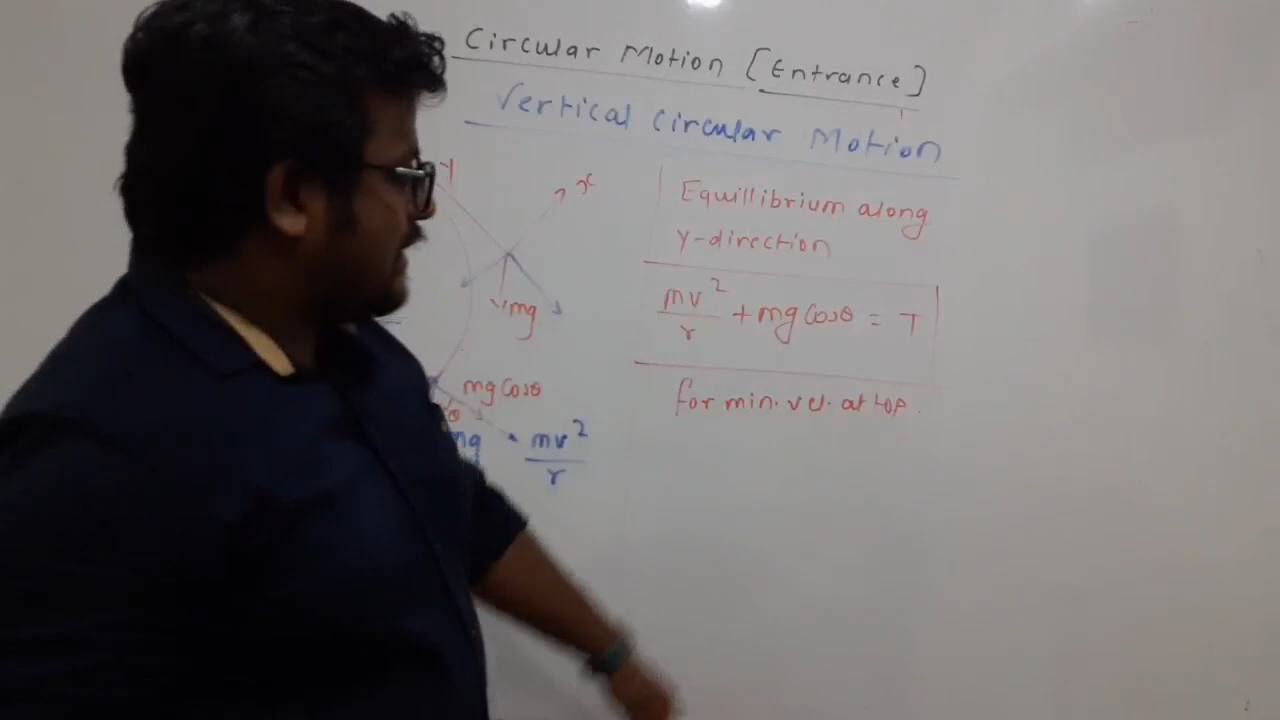 Circular Motion [Entrance]
Vertical Circular Motion
Y
x
mg
mg Cosθ
θ
mg
mv²
r
Equillibrium along
Y-direction
mv²
r
+ mg Cosθ = T
for min. vel. at top.